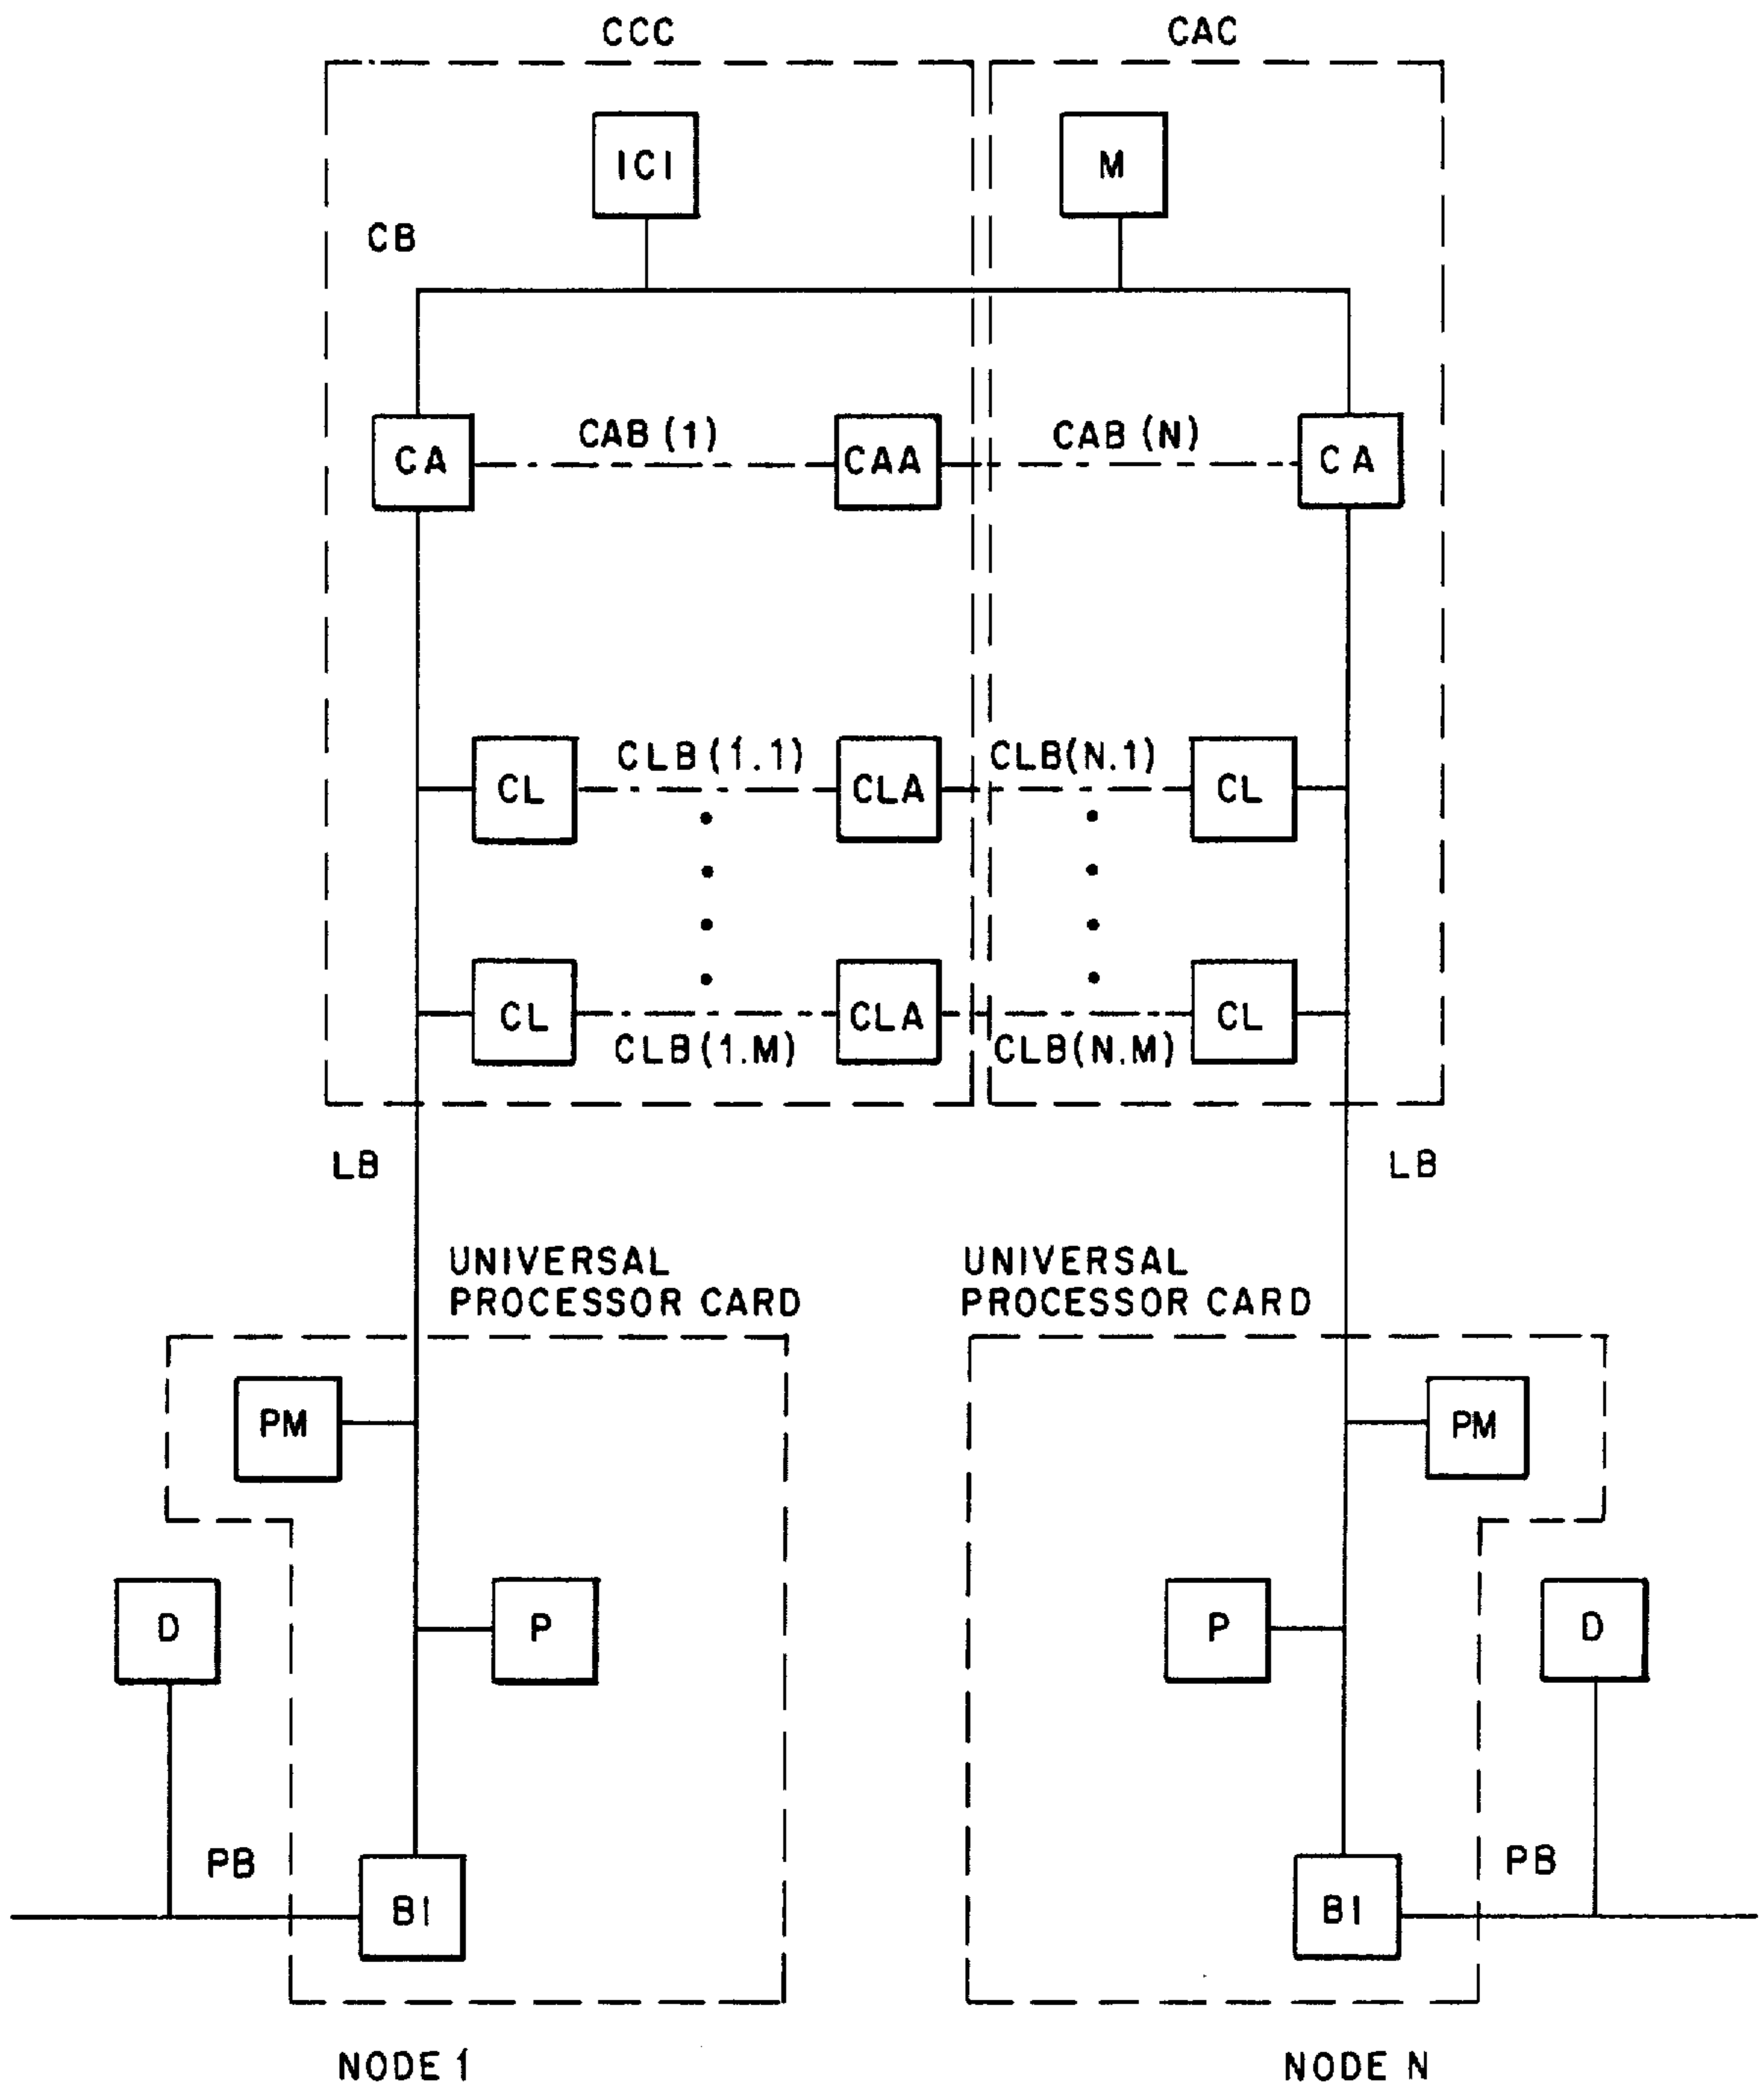 CCC
CAC
ICI
M
CB
CAB (1)
CAB (N)
CA
CAA
CA
CLB (1.1)
CLB(N.1)
CL
CLA
CL
CL
CLA
CL
CLB(1.M)
CLB(N.M)
LB
LB
UNIVERSAL
PROCESSOR CARD
UNIVERSAL
PROCESSOR CARD
PM
PM
D
P
P
D
PB
PB
BI
BI
NODE 1
NODE N